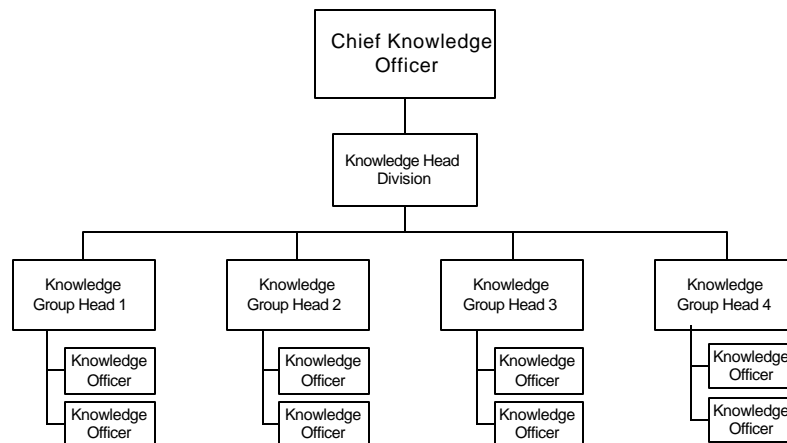 Chief Knowledge
Officer
Knowledge Head
Division
Knowledge
Group Head 1
Knowledge
Group Head 2
Knowledge
Group Head 3
Knowledge
Group Head 4
Knowledge
Officer
Knowledge
Officer
Knowledge
Officer
Knowledge
Officer
Knowledge
Officer
Knowledge
Officer
Knowledge
Officer
Knowledge
Officer